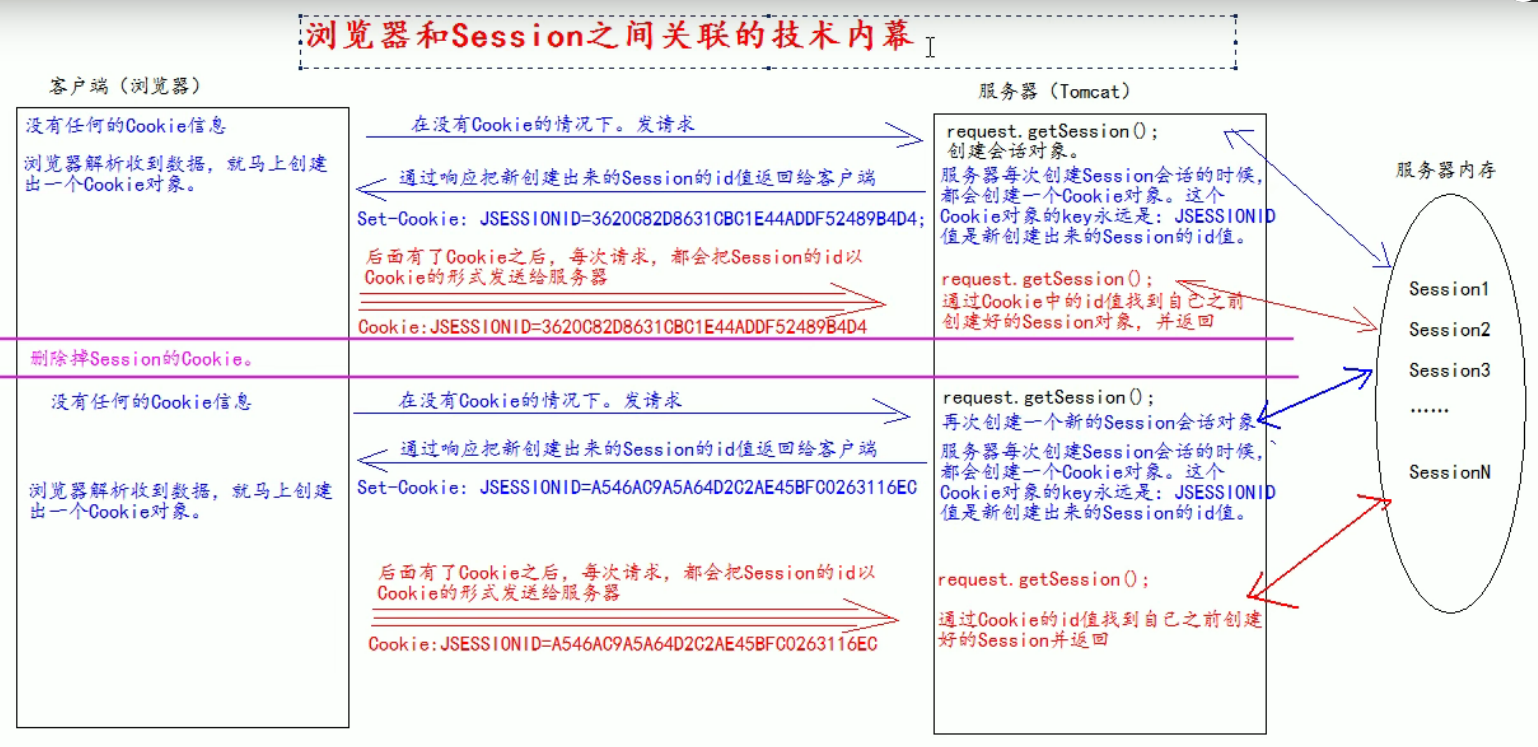 浏览器和Session之间关联的技术内幕
客户端（浏览器）
服务器（Tomcat）
没有任何的Cookie信息
浏览器解析收到数据，就马上创建
出一个Cookie对象。
在没有Cookie的情况下。发请求
通过响应把新创建出来的Session的id值返回给客户端
Set-Cookie: JSESSIONID=3620C82D8631CBC1E44ADDF52489B4D4;
后面有了Cookie之后，每次请求，都会把Session的id以
Cookie的形式发送给服务器
Cookie:JSESSIONID=3620C82D8631CBC1E44ADDF52489B4D4
request.getSession();
创建会话对象。
服务器每次创建Session会话的时候，
都会创建一个Cookie对象。这个
Cookie对象的key永远是：JSESSIONID
值是新创建出来的Session的id值。
request.getSession();
通过Cookie中的id值找到自己之前
创建好的Session对象，并返回
服务器内存
Session1
Session2
Session3
......
SessionN
删除掉Session的Cookie。
没有任何的Cookie信息
浏览器解析收到数据，就马上创建
出一个Cookie对象。
在没有Cookie的情况下。发请求
通过响应把新创建出来的Session的id值返回给客户端
Set-Cookie: JSESSIONID=A546AC9A5A64D2C2AE45BFC0263116EC
后面有了Cookie之后，每次请求，都会把Session的id以
Cookie的形式发送给服务器
Cookie:JSESSIONID=A546AC9A5A64D2C2AE45BFC0263116EC
request.getSession();
再次创建一个新的Session会话对象
服务器每次创建Session会话的时候，
都会创建一个Cookie对象。这个
Cookie对象的key永远是：JSESSIONID
值是新创建出来的Session的id值。
request.getSession();
通过Cookie的id值找到自己之前创建
好的Session并返回